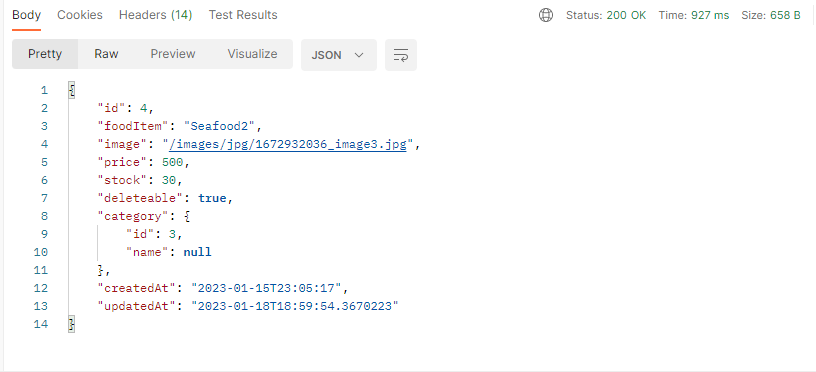 Body Cookies Headers (14) Test Results Status: 200 OK Time: 927 ms Size: 658 B
Pretty Raw Preview Visualize JSON
1 {
2 "id": 4,
3 "foodItem": "Seafood2",
4 "image": "/images/jpg/1672932036_image3.jpg",
5 "price": 500,
6 "stock": 30,
7 "deleteable": true,
8 "category": {
9 "id": 3,
10 "name": null
11 },
12 "createdAt": "2023-01-15T23:05:17",
13 "updatedAt": "2023-01-18T18:59:54.3670223"
14 }